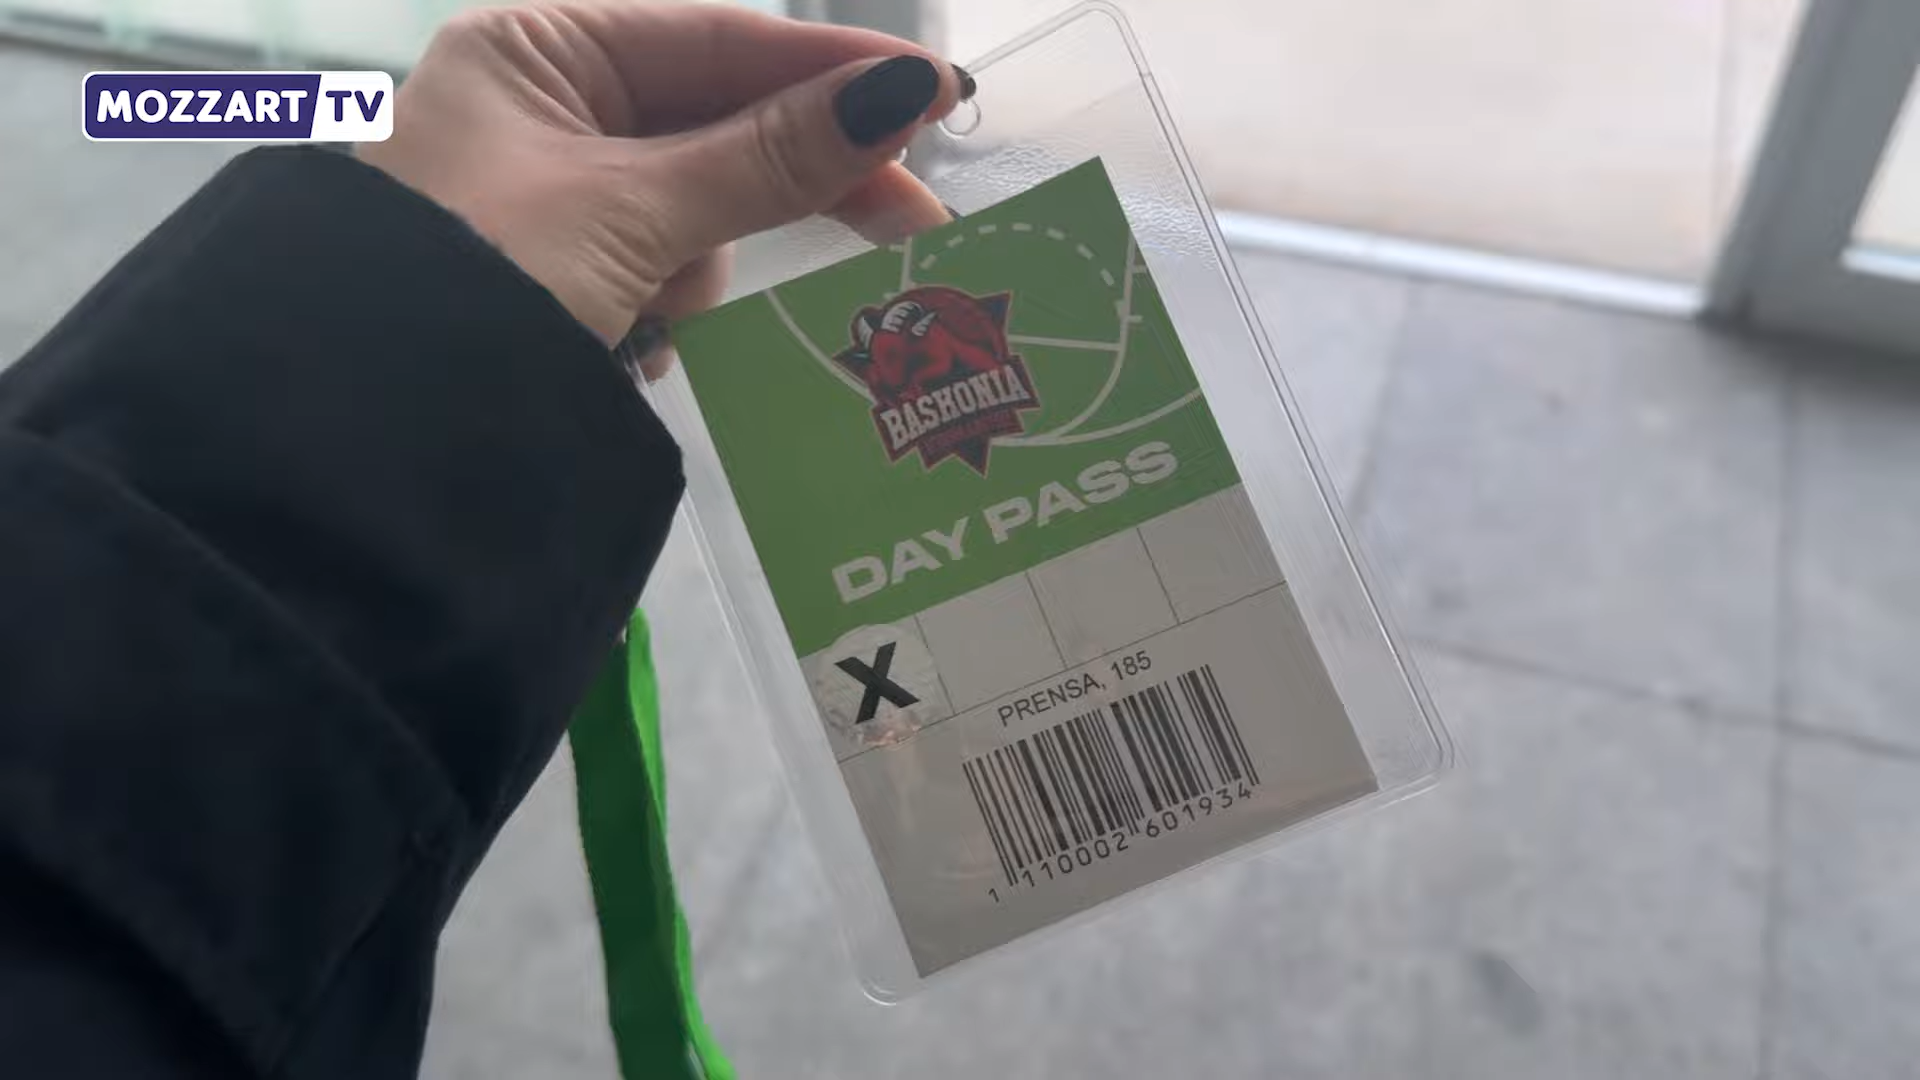 MOZZART TV
BASKONIA
DAY PASS
X
PRENSA, 185
1 110002 601934